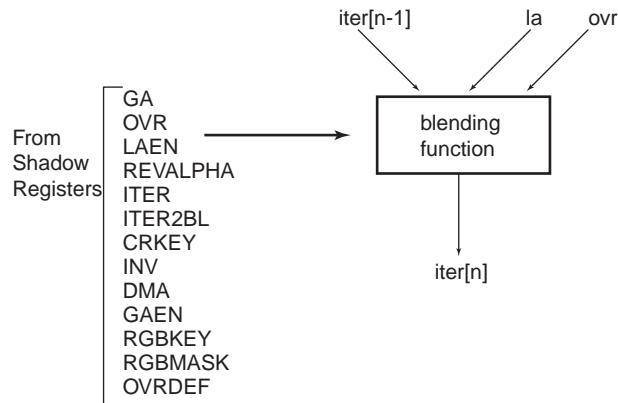 iter[n-1] la ovr
From
Shadow
Registers
GA
OVR
LAEN
REVALPHA
ITER
ITER2BL
CRKEY
INV
DMA
GAEN
RGBKEY
RGBMASK
OVRDEF
blending
function
iter[n]